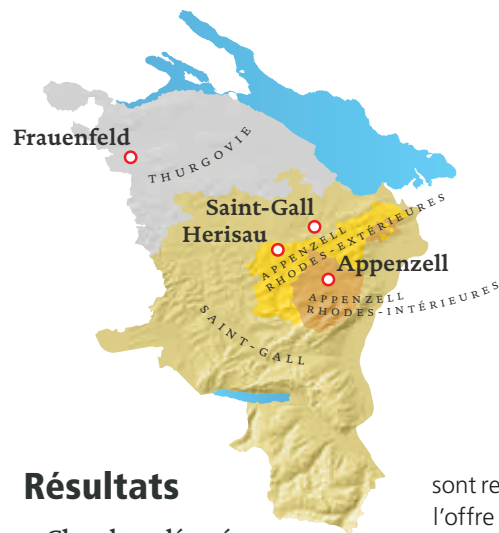 Frauenfeld
THURGOVIE
Saint-Gall
Herisau
APPENZELL
RHODES-EXTÉRIEURES
Appenzell
APPENZELL
RHODES-INTÉRIEURES
SAINT-GALL
Résultats
sont re
l'offre